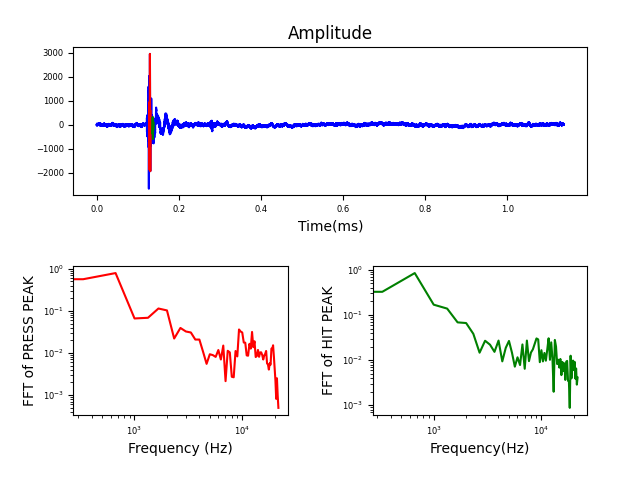 Amplitude
3000
2000
1000
0
−1000
−2000
0.0 0.2 0.4 0.6 0.8 1.0
Time(ms)
FFT of PRESS PEAK
10⁰
10⁻¹
10⁻²
10⁻³
10³ 10⁴
Frequency (Hz)
FFT of HIT PEAK
10⁰
10⁻¹
10⁻²
10⁻³
10³ 10⁴
Frequency(Hz)